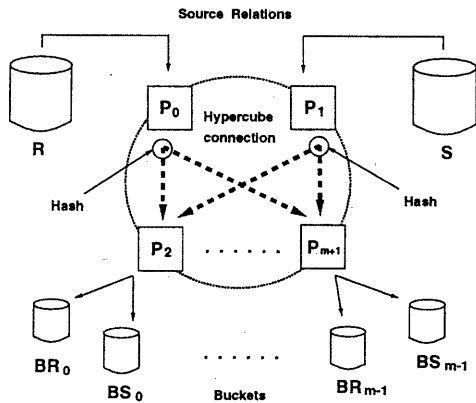 Source Relations
R
P0
P1
S
Hypercube
connection
Hash
Hash
P2
. . . . . .
Pm+1
BR0
BS0
. . . . . .
BRm-1
BSm-1
Buckets